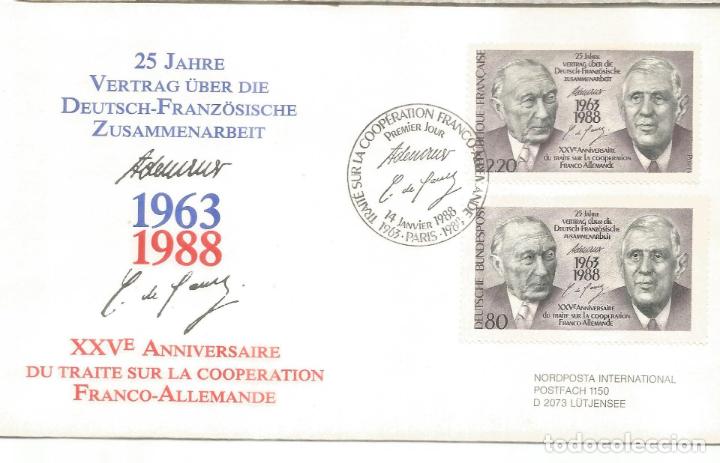 25 JAHRE
VERTRAG ÜBER DIE
DEUTSCH-FRANZÖSISCHE
ZUSAMMENARBEIT
Adenauer
1963
1988
C. de Gaulle
XXVE ANNIVERSAIRE
DU TRAITE SUR LA COOPERATION
FRANCO-ALLEMANDE
TRAITÉ SUR LA COOPÉRATION FRANCO-ALLEMANDE
PREMIER JOUR
Adenauer
C. de Gaulle
14 JANVIER 1988
1963·PARIS·1988
RÉPUBLIQUE FRANÇAISE
25 Jahre
VERTRAG über die
Deutsch-Französische
ZUSAMMENARBEIT
Adenauer
1963
1988
C. de Gaulle
XXVE ANNIVERSAIRE
du traité sur la coopération
FRANCO-ALLEMANDE
2.20
Postes
DEUTSCHE BUNDESPOST
25 Jahre
VERTRAG über die
Deutsch-Französische
ZUSAMMENARBEIT
Adenauer
1963
1988
C. de Gaulle
XXVE ANNIVERSAIRE
du traité sur la coopération
FRANCO-ALLEMANDE
80
NORDPOSTA INTERNATIONAL
POSTFACH 1150
D 2073 LÜTJENSEE
todocoleccion.net